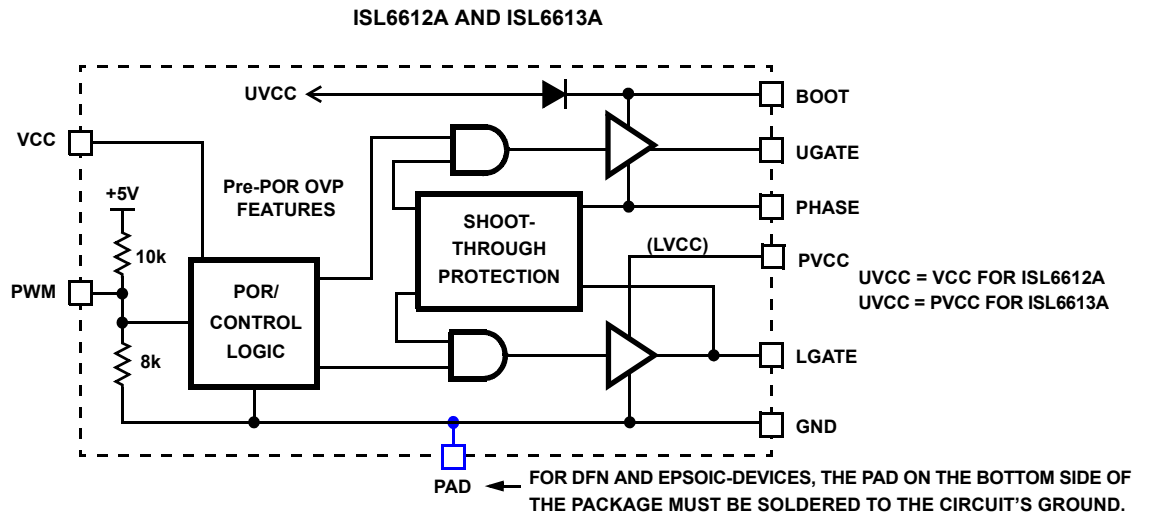 ISL6612A AND ISL6613A
UVCC
BOOT
VCC
UGATE
+5V
Pre-POR OVP
FEATURES
SHOOT-
THROUGH
PROTECTION
PHASE
10k
(LVCC)
PVCC
UVCC = VCC FOR ISL6612A
UVCC = PVCC FOR ISL6613A
PWM
POR/
CONTROL
LOGIC
8k
LGATE
GND
PAD
FOR DFN AND EPSOIC-DEVICES, THE PAD ON THE BOTTOM SIDE OF
THE PACKAGE MUST BE SOLDERED TO THE CIRCUIT'S GROUND.